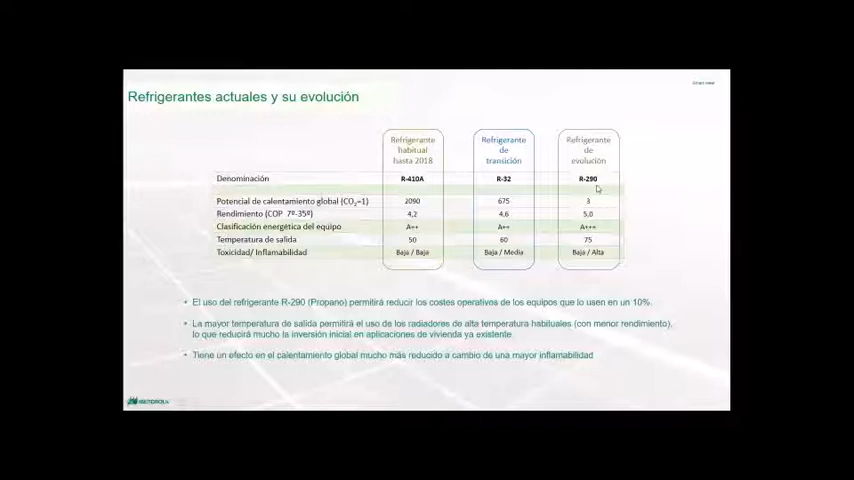 Refrigerantes actuales y su evolución
Refrigerante habitual hasta 2018
Refrigerante de transición
Refrigerante de evolución
Denominación R-410A R-32 R-290
Potencial de calentamiento global (CO₂=1) 2090 675 3
Rendimiento (COP 7º-35º) 4,2 4,6 5,0
Clasificación energética del equipo A++ A++ A+++
Temperatura de salida 50 60 75
Toxicidad/ Inflamabilidad Baja / Baja Baja / Media Baja / Alta
• El uso del refrigerante R-290 (Propano) permitirá reducir los costes operativos de los equipos que lo usen en un 10%.
• La mayor temperatura de salida permitirá el uso de los radiadores de alta temperatura habituales (con menor rendimiento),
lo que reducirá mucho la inversión inicial en aplicaciones de vivienda ya existente
• Tiene un efecto en el calentamiento global mucho más reducido a cambio de una mayor inflamabilidad
IBERDROLA